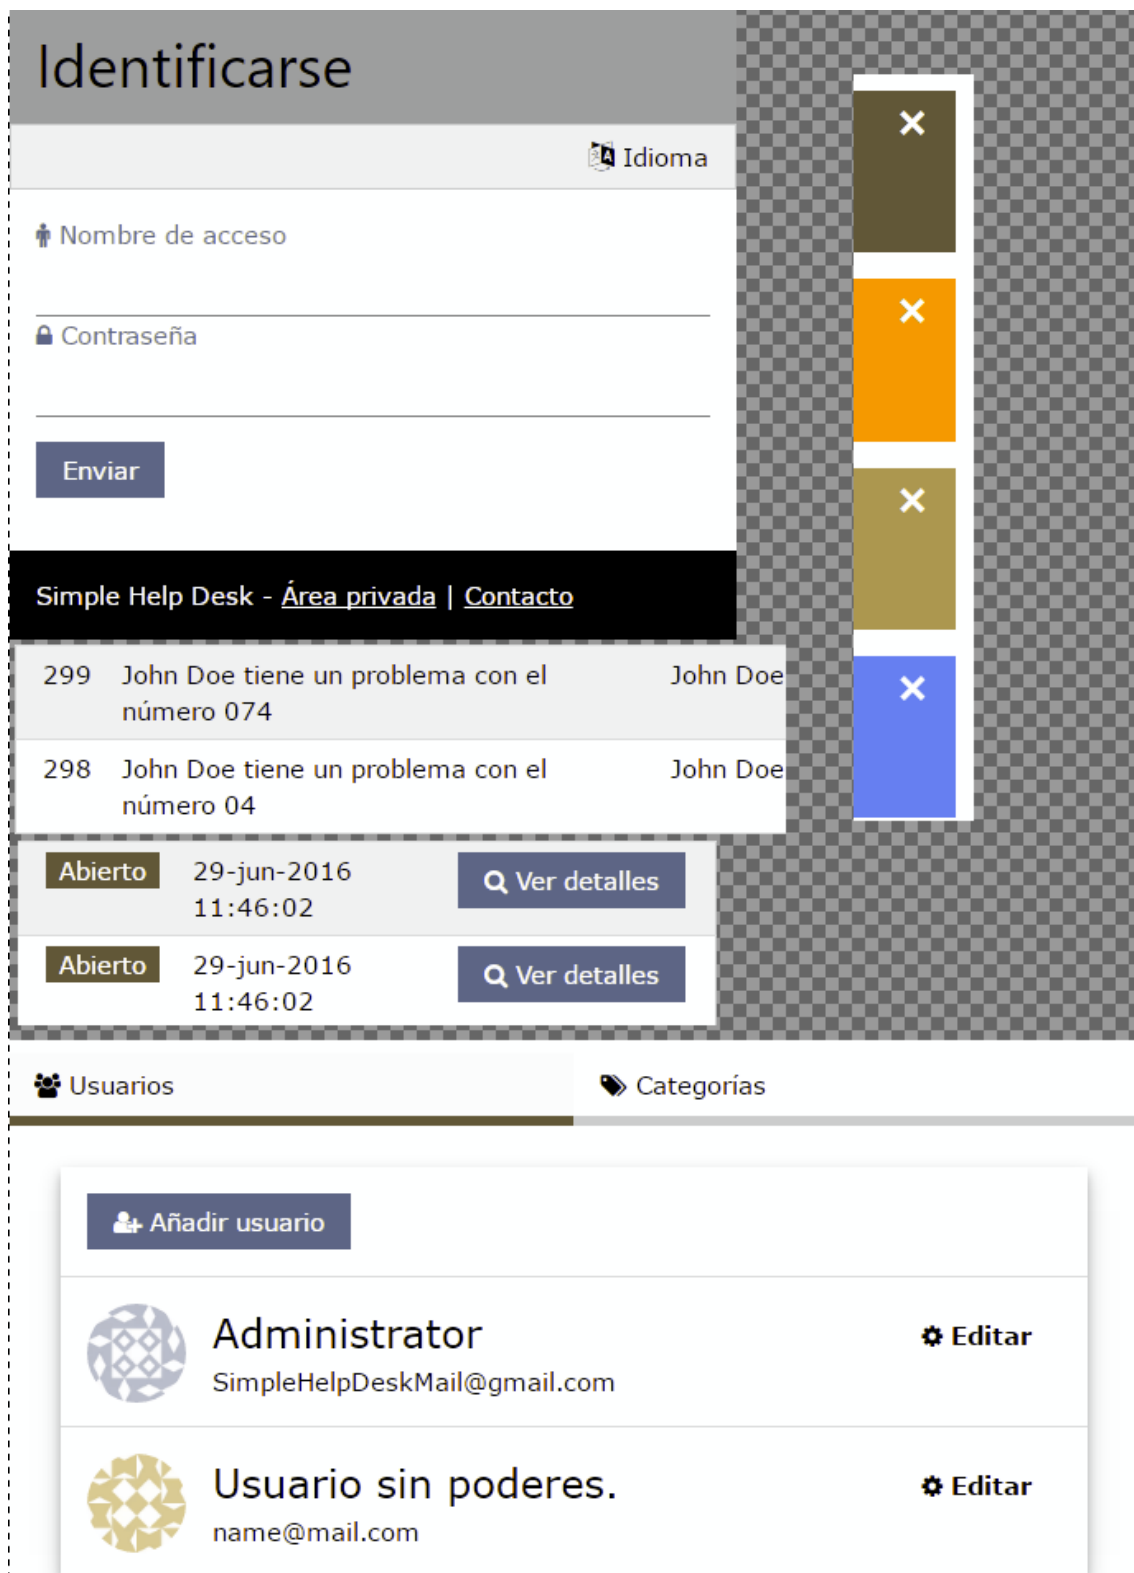 Identificarse
Idioma
Nombre de acceso
Contraseña
Enviar
Simple Help Desk - Área privada | Contacto
299 John Doe tiene un problema con el John Doe
número 074
298 John Doe tiene un problema con el John Doe
número 04
Abierto 29-jun-2016 Ver detalles
11:46:02
Abierto 29-jun-2016 Ver detalles
11:46:02
Usuarios Categorías
Añadir usuario
Administrator Editar
SimpleHelpDeskMail@gmail.com
Usuario sin poderes. Editar
name@mail.com